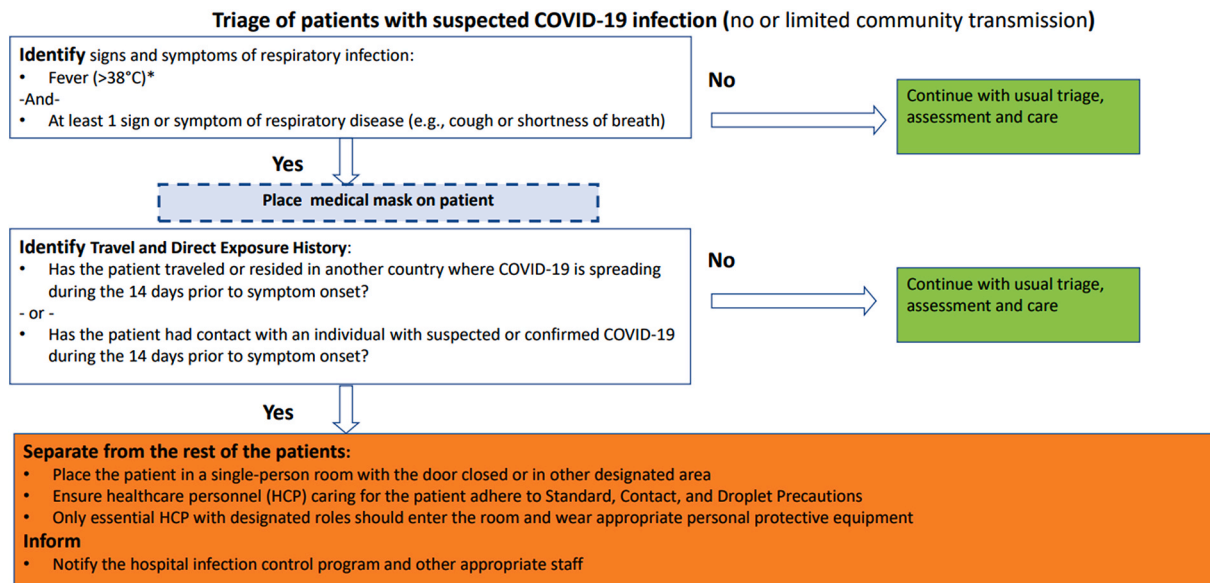 Triage of patients with suspected COVID-19 infection (no or limited community transmission)
Identify signs and symptoms of respiratory infection:
• Fever (>38°C)*
-And-
• At least 1 sign or symptom of respiratory disease (e.g., cough or shortness of breath)
No
Continue with usual triage,
assessment and care
Yes
Place medical mask on patient
Identify Travel and Direct Exposure History:
• Has the patient traveled or resided in another country where COVID-19 is spreading
during the 14 days prior to symptom onset?
- or -
• Has the patient had contact with an individual with suspected or confirmed COVID-19
during the 14 days prior to symptom onset?
No
Continue with usual triage,
assessment and care
Yes
Separate from the rest of the patients:
• Place the patient in a single-person room with the door closed or in other designated area
• Ensure healthcare personnel (HCP) caring for the patient adhere to Standard, Contact, and Droplet Precautions
• Only essential HCP with designated roles should enter the room and wear appropriate personal protective equipment
Inform
• Notify the hospital infection control program and other appropriate staff